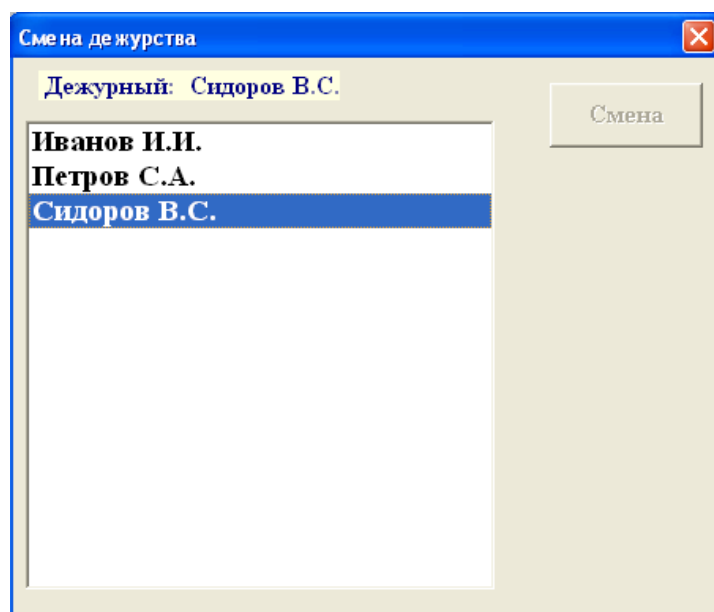 Смена дежурства
Дежурный: Сидоров В.С.
Смена
Иванов И.И.
Петров С.А.
Сидоров В.С.